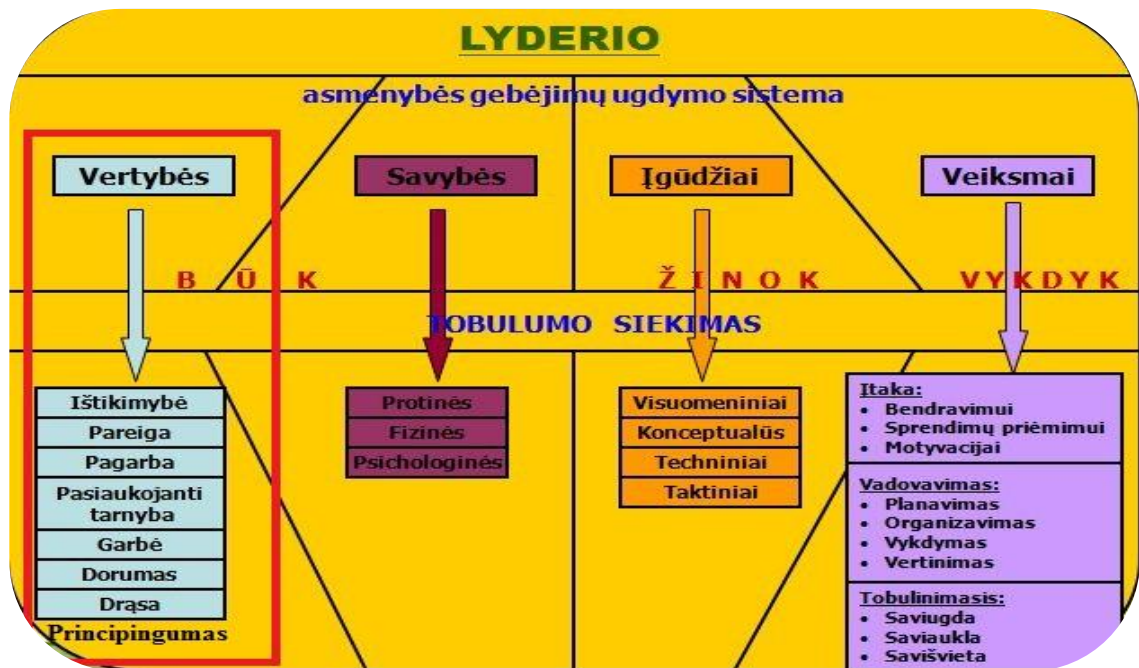 LYDERIO
asmenybės gebėjimų ugdymo sistema
Vertybės
Savybės
Įgūdžiai
Veiksmai
B Ū K
Ž I N O K
VYKDYK
TOBULUMO SIEKIMAS
Ištikimybė
Pareiga
Pagarba
Pasiaukojanti
tarnyba
Garbė
Dorumas
Drąsa
Principingumas
Protinės
Fizinės
Psichologinės
Visuomeniniai
Konceptualūs
Techniniai
Taktiniai
Įtaka:
• Bendravimui
• Sprendimų priėmimui
• Motyvacijai
Vadovavimas:
• Planavimas
• Organizavimas
• Vykdymas
• Vertinimas
Tobulinimasis:
• Saviugda
• Saviaukla
• Savišvieta